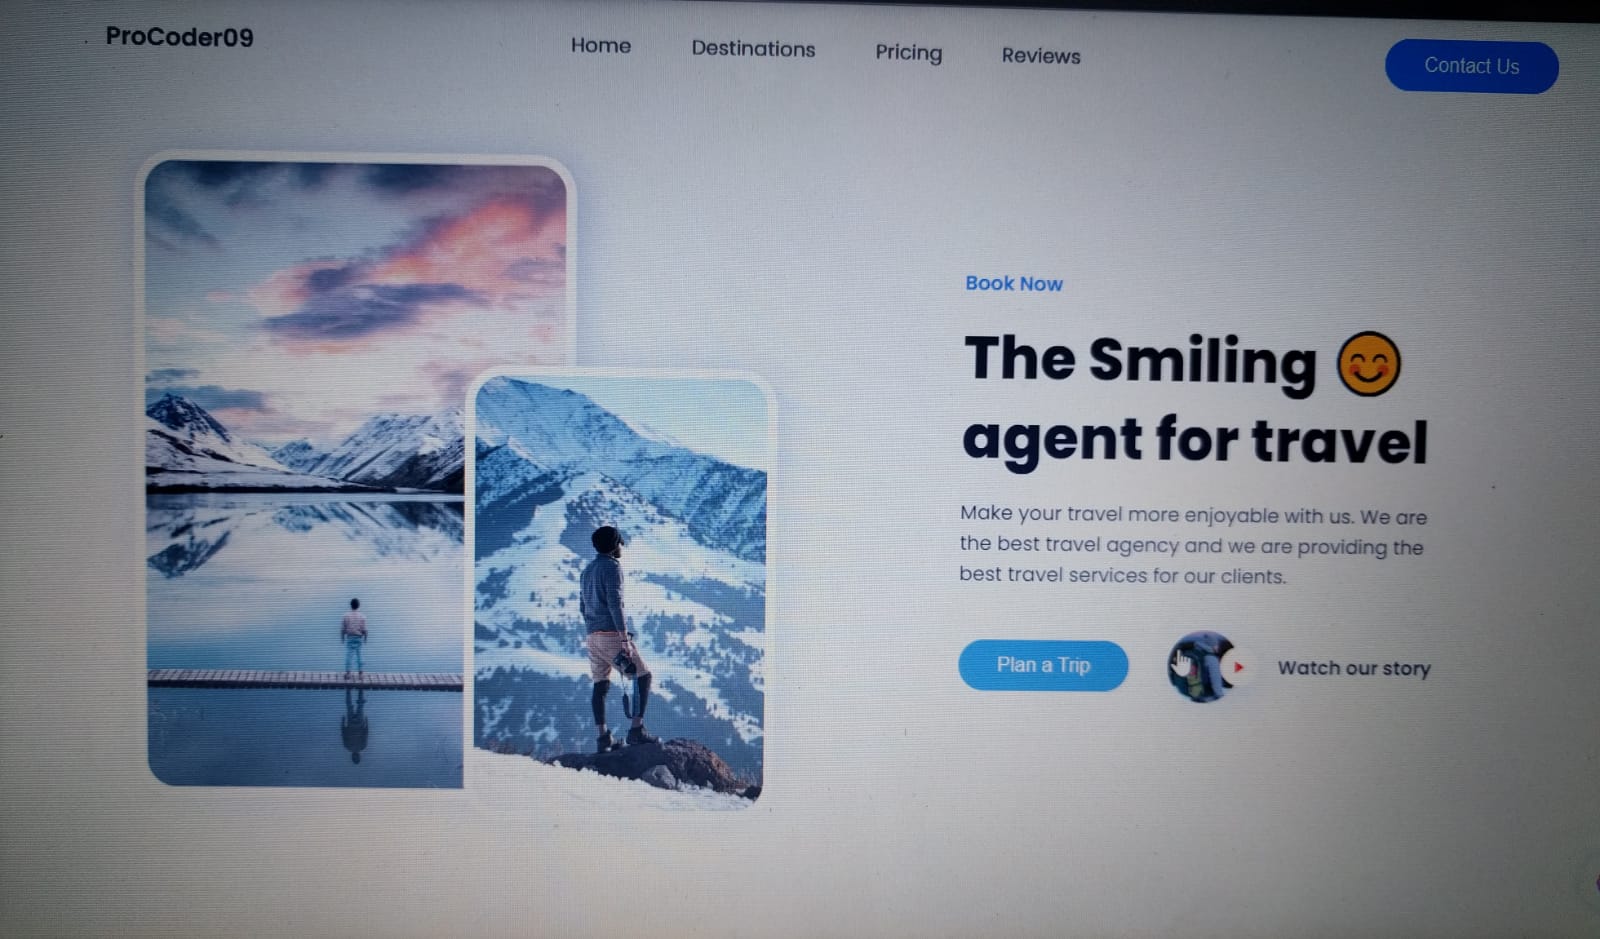 ProCoder09
Home
Destinations
Pricing
Reviews
Contact Us
Book Now
The Smiling 😊
agent for travel
Make your travel more enjoyable with us. We are
the best travel agency and we are providing the
best travel services for our clients.
Plan a Trip
Watch our story